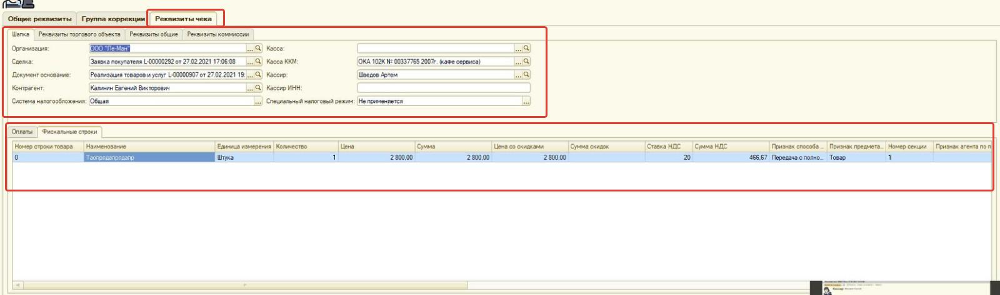 Общие реквизиты Группа коррекции Реквизиты чека
Шапка Реквизиты торгового объекта Реквизиты общие Реквизиты коммиссии
Организация: ООО "Ле-Ман" ... Касса: ...
Сделка: Заявка покупателя L-00000292 от 27.02.2021 17:06:08 ... Касса ККМ: ОКА 102К № 00337765 2007г. (кафе сервиса) ...
Документ основание: Реализация товаров и услуг L-00000907 от 27.02.2021 19: ... Кассир: Шведов Артем ...
Контрагент: Калинин Евгений Викторович ... Кассир ИНН:
Система налогообложения: Общая ... Специальный налоговый режим: Не применяется ...
Оплаты Фискальные строки
Номер строки товара Наименование Единица измерения Количество Цена Сумма Цена со скидками Сумма скидок Ставка НДС Сумма НДС Признак способа ... Признак предмета... Номер секции Признак агента по п
0 Таопрлдапрлдапр Штука 1 2 800,00 2 800,00 2 800,00 20 466,67 Передача с полно... Товар 1